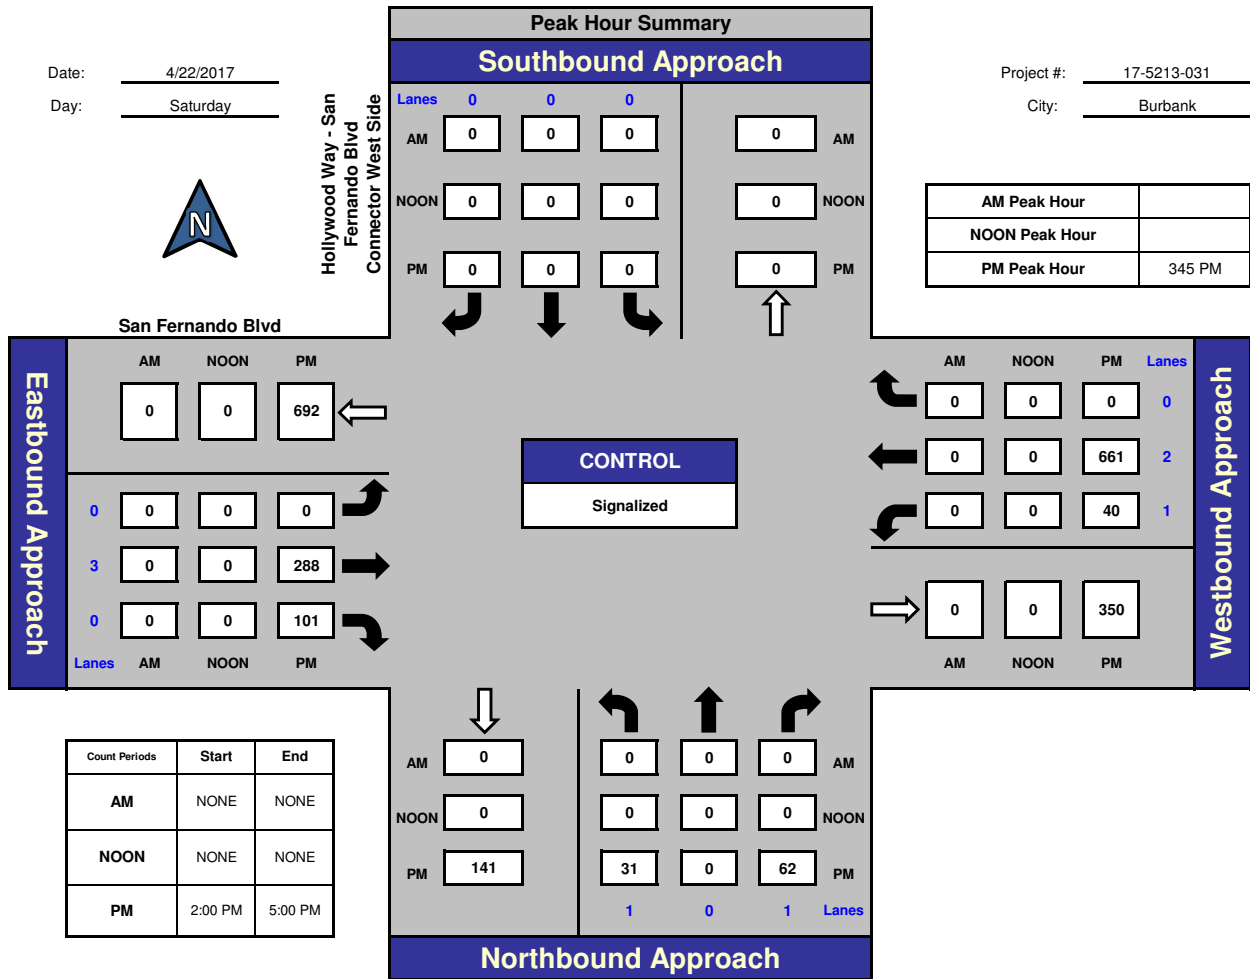 Peak Hour Summary
Southbound Approach
Date: 4/22/2017
Day: Saturday
Project #: 17-5213-031
City: Burbank
N
Hollywood Way - San
Fernando Blvd
Connector West Side
Lanes 0 0 0
AM 0 0 0 0 AM
NOON 0 0 0 0 NOON
PM 0 0 0 0 PM
AM Peak Hour
NOON Peak Hour
PM Peak Hour 345 PM
San Fernando Blvd
Eastbound Approach
AM NOON PM
0 0 692
0 0 0 0
3 0 0 288
0 0 0 101
Lanes AM NOON PM
CONTROL
Signalized
AM NOON PM Lanes
0 0 0 0
0 0 661 2
0 0 40 1
0 0 350
AM NOON PM
Westbound Approach
Count Periods Start End
AM NONE NONE
NOON NONE NONE
PM 2:00 PM 5:00 PM
AM 0 0 0 0 AM
NOON 0 0 0 0 NOON
PM 141 31 0 62 PM
1 0 1 Lanes
Northbound Approach